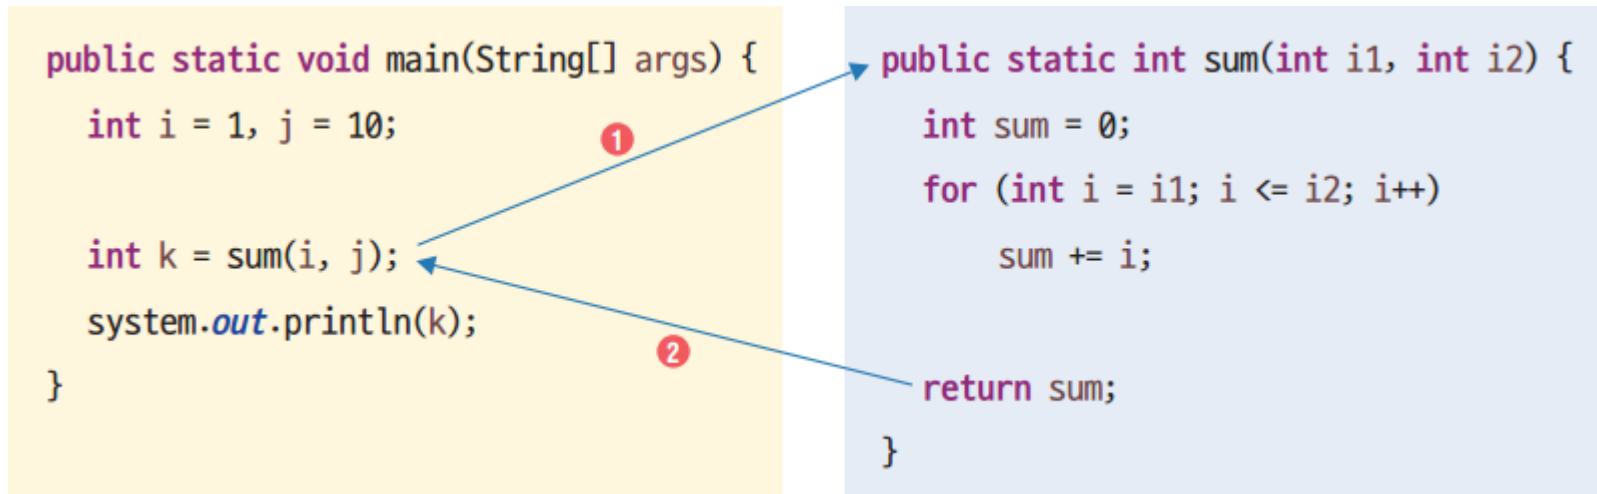 public static void main(String[] args) {
int i = 1, j = 10;
int k = sum(i, j);
system.out.println(k);
}
1
2
public static int sum(int i1, int i2) {
int sum = 0;
for (int i = i1; i <= i2; i++)
sum += i;
return sum;
}